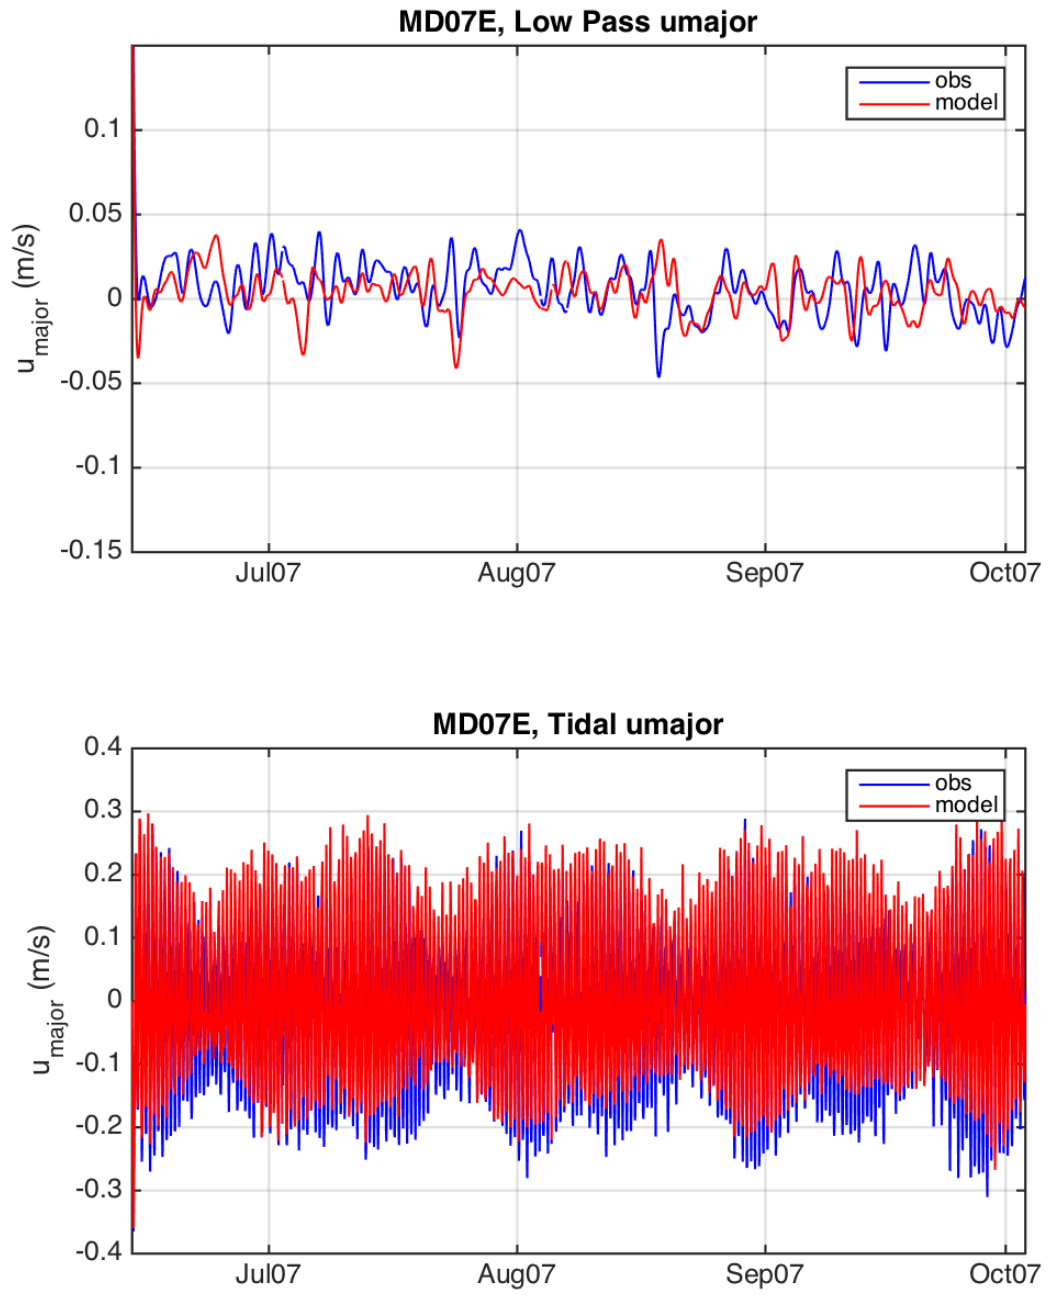 MD07E, Low Pass umajor
obs
model
0.1
0.05
0
-0.05
-0.1
-0.15
u_major (m/s)
Jul07 Aug07 Sep07 Oct07
MD07E, Tidal umajor
0.4
obs
model
0.3
0.2
0.1
0
-0.1
-0.2
-0.3
-0.4
u_major (m/s)
Jul07 Aug07 Sep07 Oct07